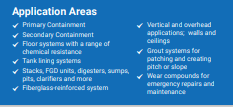 Application Areas
Primary Containment
Secondary Containment
Floor systems with a range of
chemical resistance
Tank lining systems
Stacks, FGD units, digesters, sumps,
pits, clarifiers and more
Fiberglass-reinforced system
Vertical and overhead
applications; walls and
ceilings
Grout systems for
patching and creating
pitch or slope
Wear compounds for
emergency repairs and
maintenance